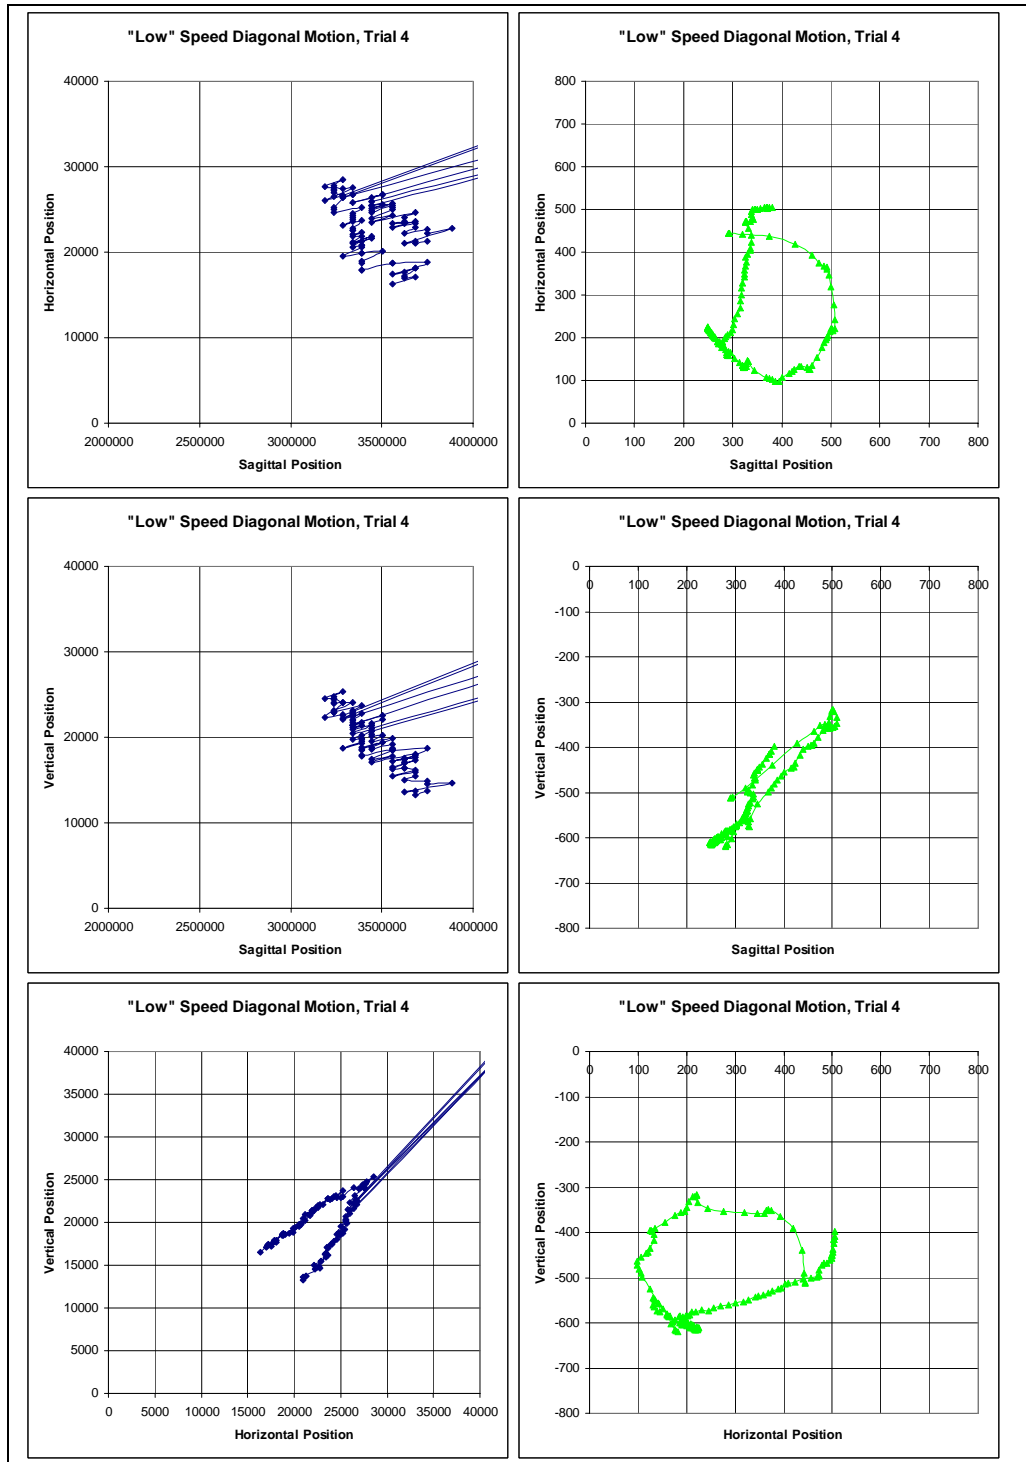 "Low" Speed Diagonal Motion, Trial 4
40000
30000
20000
10000
0
Horizontal Position
2000000 2500000 3000000 3500000 4000000
Sagittal Position
"Low" Speed Diagonal Motion, Trial 4
800
700
600
500
400
300
200
100
0
Horizontal Position
0 100 200 300 400 500 600 700 800
Sagittal Position
"Low" Speed Diagonal Motion, Trial 4
40000
30000
20000
10000
0
Vertical Position
2000000 2500000 3000000 3500000 4000000
Sagittal Position
"Low" Speed Diagonal Motion, Trial 4
0
-100
-200
-300
-400
-500
-600
-700
-800
Vertical Position
0 100 200 300 400 500 600 700 800
Sagittal Position
"Low" Speed Diagonal Motion, Trial 4
40000
35000
30000
25000
20000
15000
10000
5000
0
Vertical Position
0 5000 10000 15000 20000 25000 30000 35000 40000
Horizontal Position
"Low" Speed Diagonal Motion, Trial 4
0
-100
-200
-300
-400
-500
-600
-700
-800
Vertical Position
0 100 200 300 400 500 600 700 800
Horizontal Position